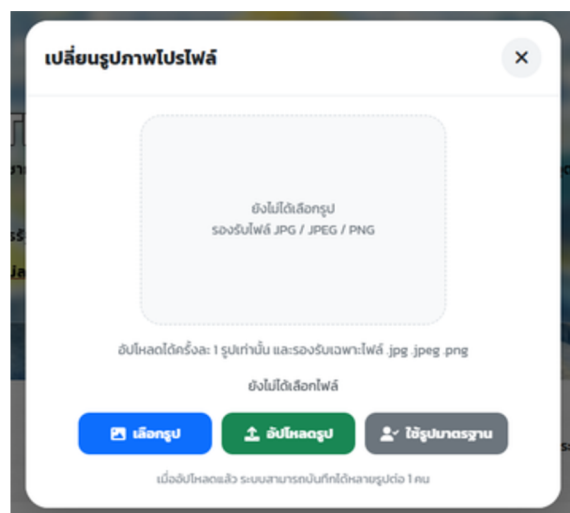 เปลี่ยนรูปภาพโปรไฟล์
ยังไม่ได้เลือกรูป
รองรับไฟล์ JPG / JPEG / PNG
อัปโหลดได้ครั้งละ 1 รูปเท่านั้น และรองรับเฉพาะไฟล์ .jpg .jpeg .png
ยังไม่ได้เลือกไฟล์
เลือกรูป
อัปโหลดรูป
ใช้รูปมาตรฐาน
เมื่ออัปโหลดแล้ว ระบบสามารถบันทึกได้หลายรูปต่อ 1 คน